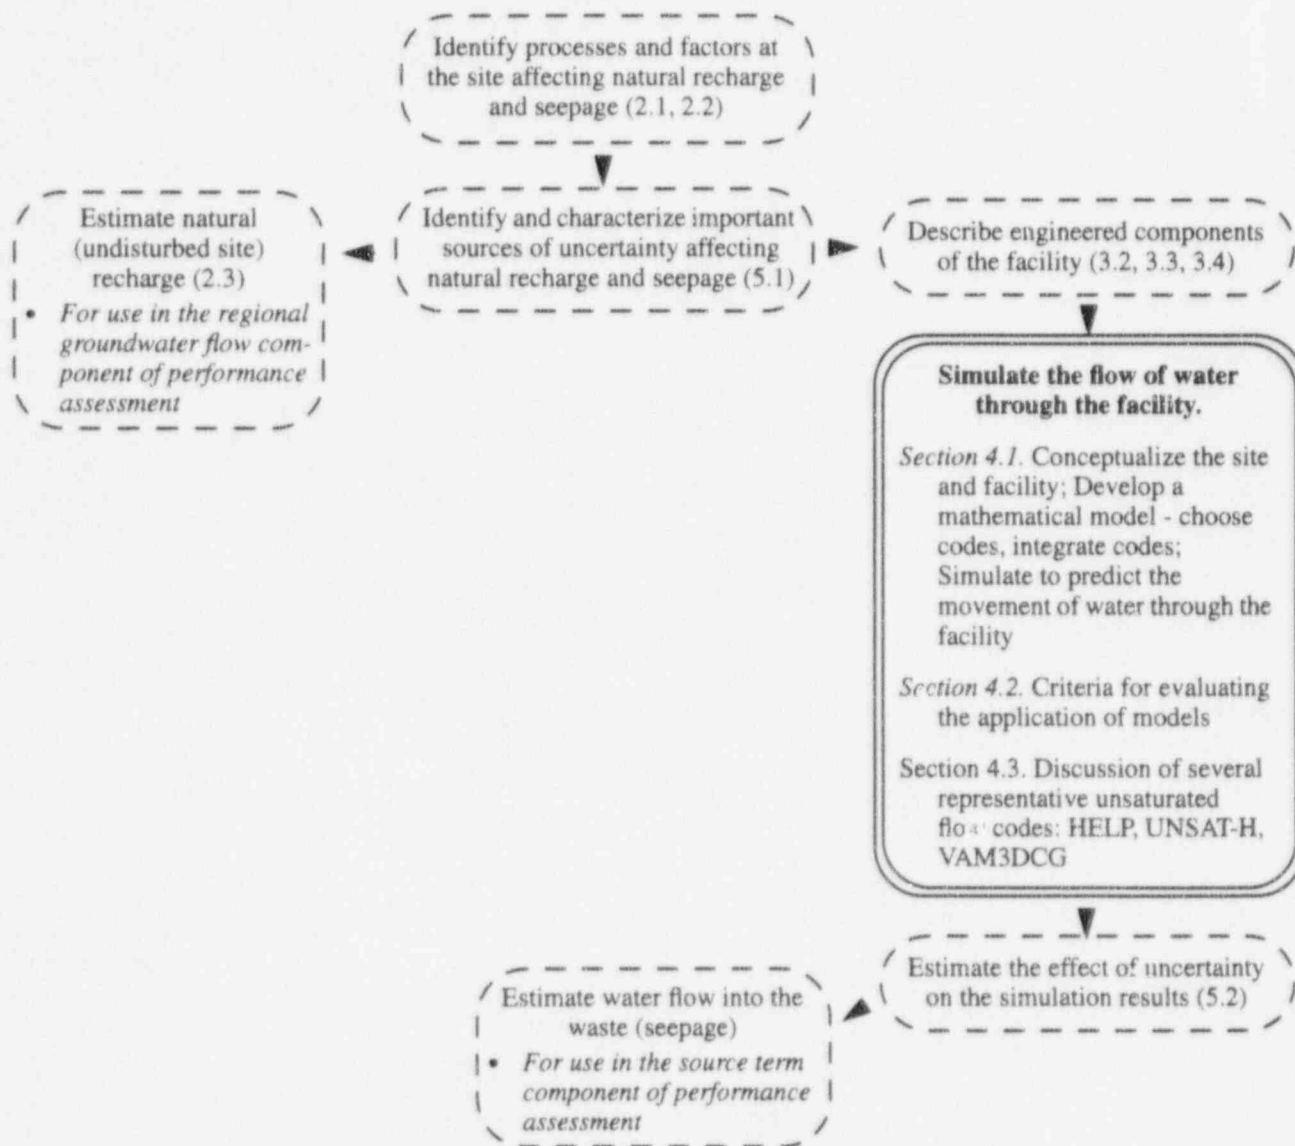 Identify processes and factors at
the site affecting natural recharge
and seepage (2.1, 2.2)
Estimate natural
(undisturbed site)
recharge (2.3)
• For use in the regional
groundwater flow com-
ponent of performance
assessment
Identify and characterize important
sources of uncertainty affecting
natural recharge and seepage (5.1)
Describe engineered components
of the facility (3.2, 3.3, 3.4)
Simulate the flow of water
through the facility.
Section 4.1. Conceptualize the site
and facility; Develop a
mathematical model - choose
codes, integrate codes;
Simulate to predict the
movement of water through the
facility
Section 4.2. Criteria for evaluating
the application of models
Section 4.3. Discussion of several
representative unsaturated
flow codes: HELP, UNSAT-H,
VAM3DCG
Estimate the effect of uncertainty
on the simulation results (5.2)
Estimate water flow into the
waste (seepage)
• For use in the source term
component of performance
assessment